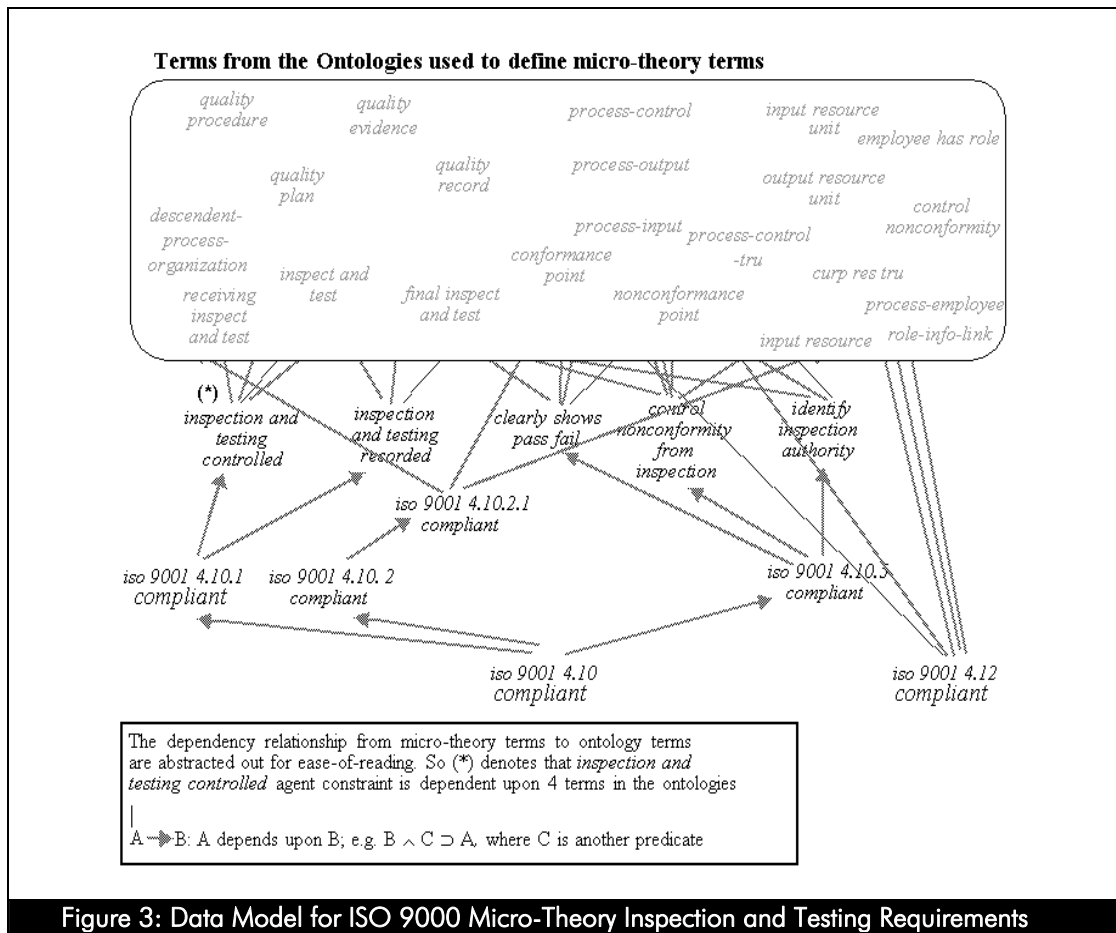 Terms from the Ontologies used to define micro-theory terms
quality
procedure
quality
evidence
process-control
input resource
unit
employee has role
quality
plan
quality
record
process-output
output resource
unit
descendent-
process-
organization
process-input
process-control
-tru
control
nonconformity
inspect and
test
conformance
point
curp res tru
receiving
inspect
and test
final inspect
and test
nonconformance
point
process-employee
input resource
role-info-link
(*)
inspection and
testing
controlled
inspection
and testing
recorded
clearly shows
pass fail
control
nonconformity
from
inspection
identify
inspection
authority
iso 9001 4.10.2.1
compliant
iso 9001 4.10.1
compliant
iso 9001 4.10. 2
compliant
iso 9001 4.10.5
compliant
iso 9001 4.10
compliant
iso 9001 4.12
compliant
The dependency relationship from micro-theory terms to ontology terms
are abstracted out for ease-of-reading. So (*) denotes that inspection and
testing controlled agent constraint is dependent upon 4 terms in the ontologies
A → B: A depends upon B; e.g. B ∧ C ⊃ A, where C is another predicate
Figure 3: Data Model for ISO 9000 Micro-Theory Inspection and Testing Requirements